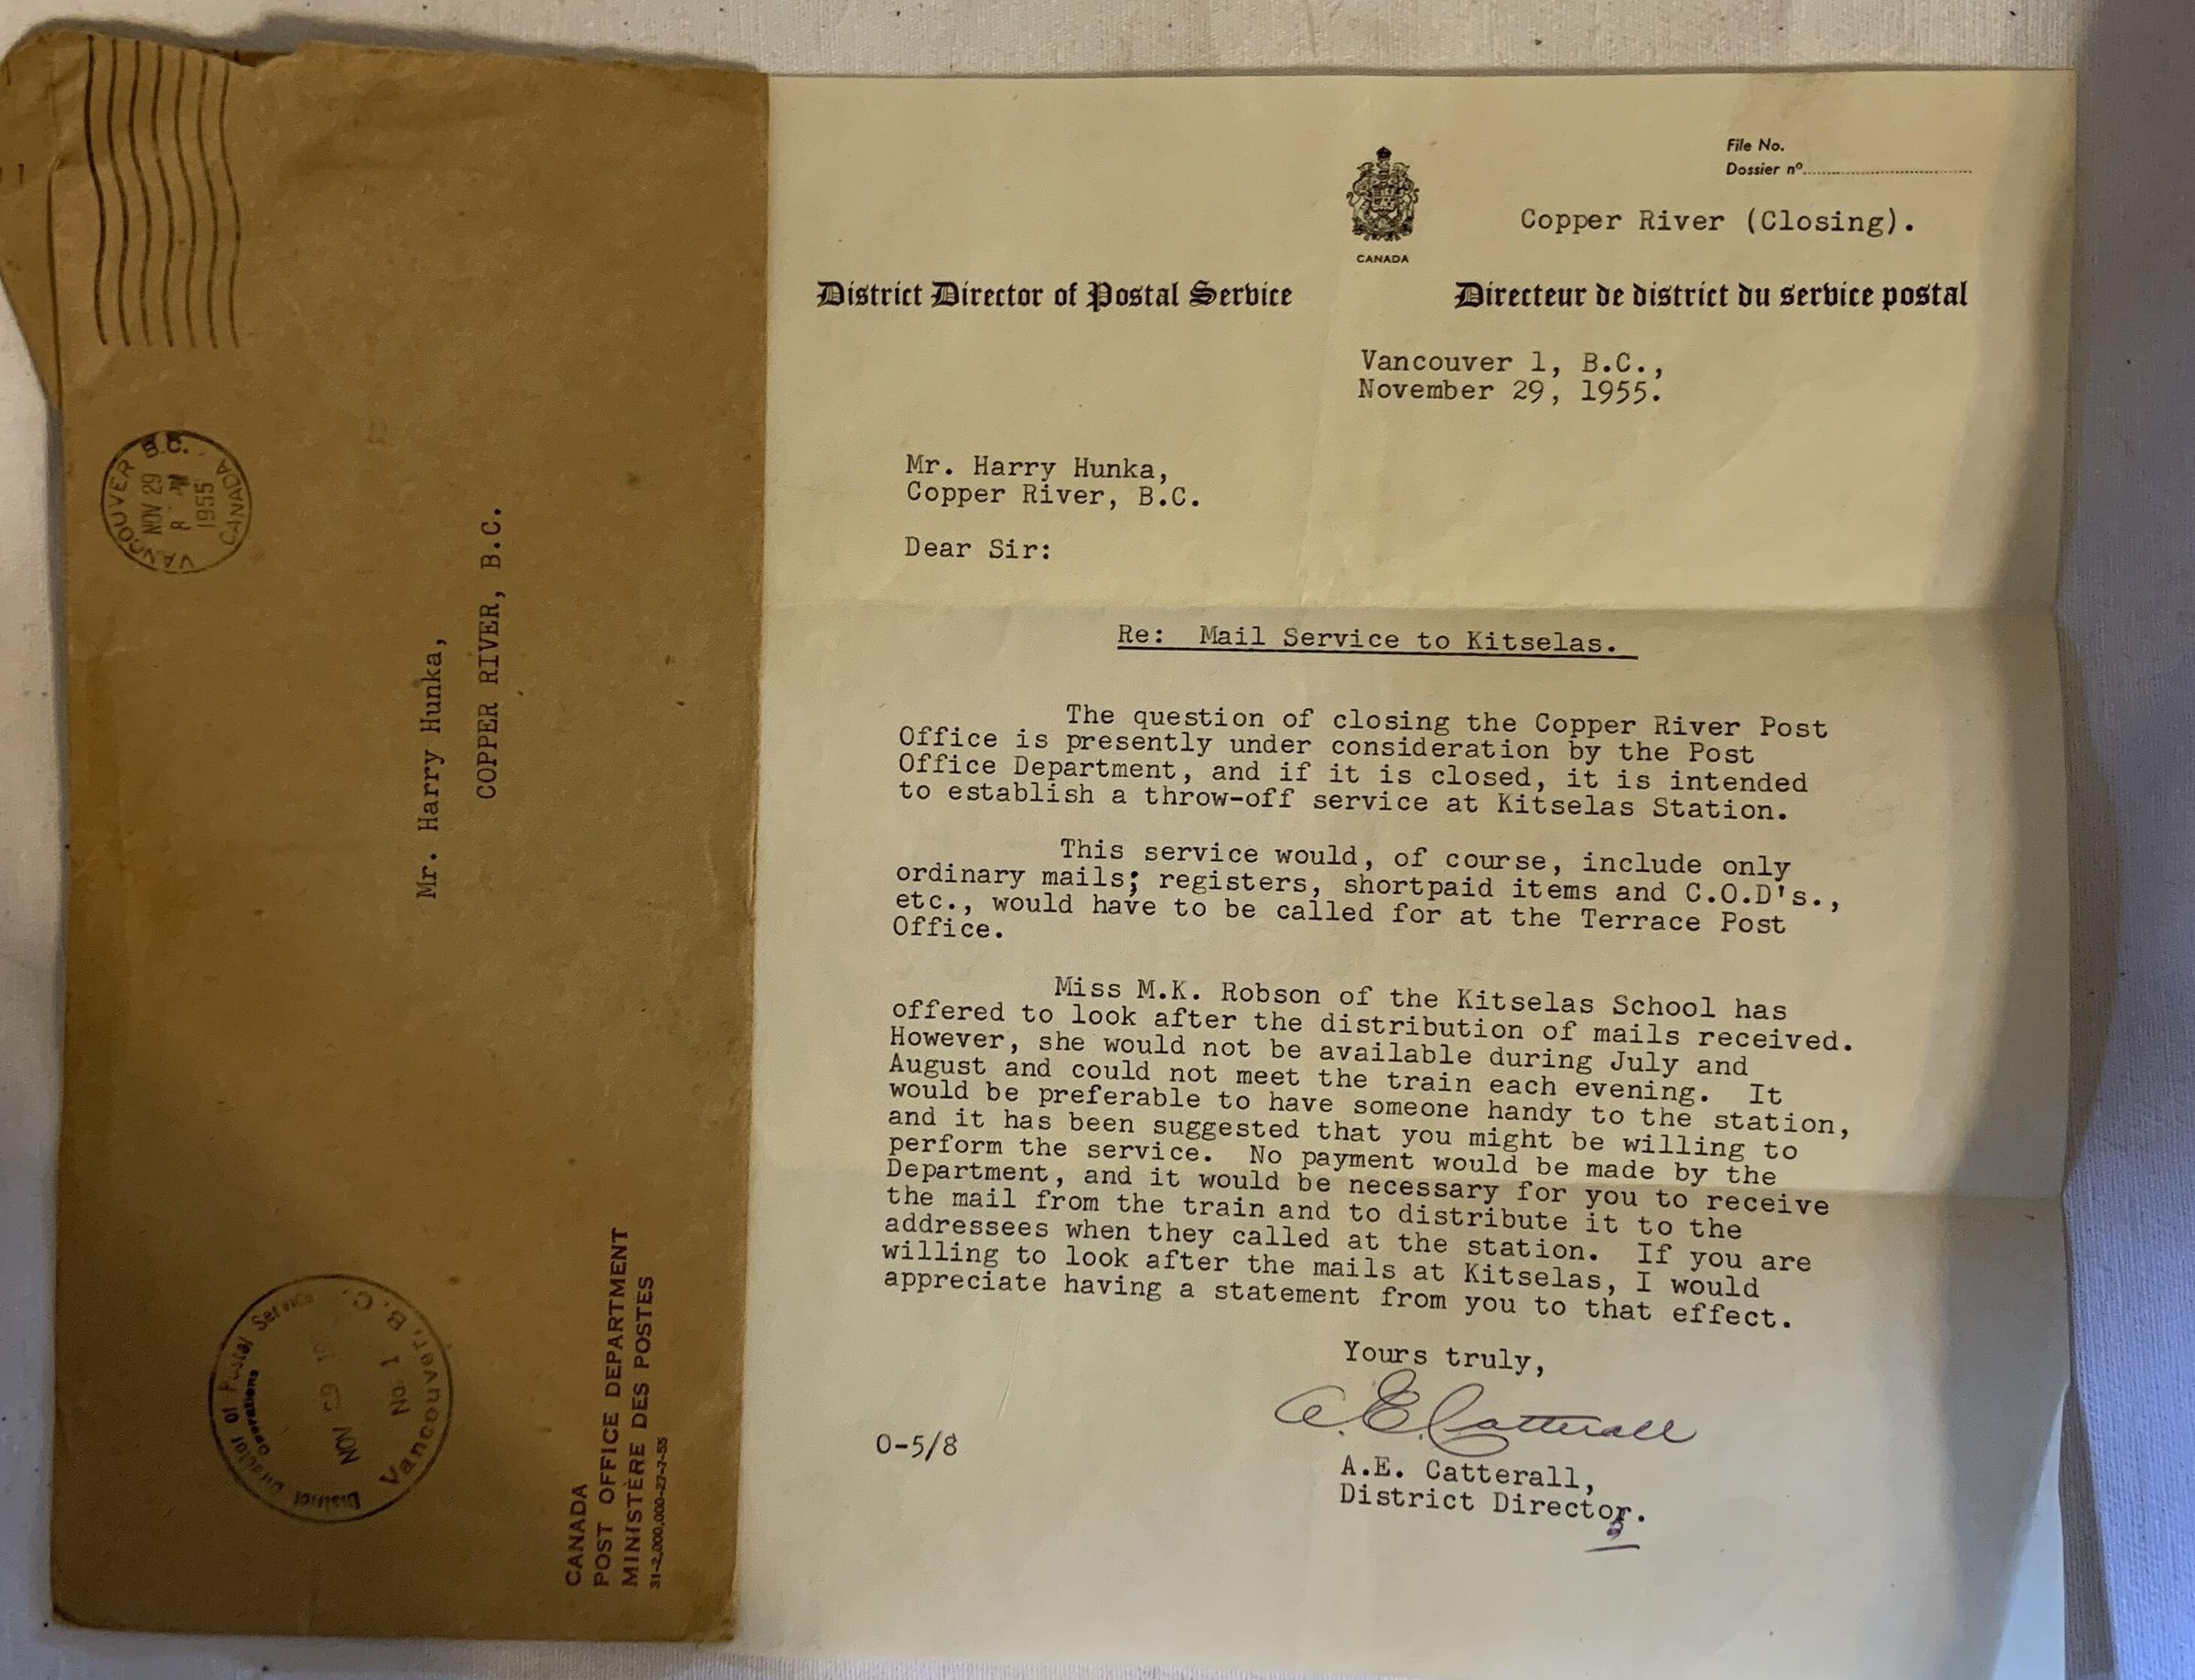 VANCOUVER B.C.
NOV 29
8
1955
CANADA
Mr. Harry Hunka,
COPPER RIVER, B.C.
District Director of Postal Service
Operations
NOV 29
No. 1
Vancouver, B.C.
CANADA
POST OFFICE DEPARTMENT
MINISTÈRE DES POSTES
31-2,000,000-27-7-55
File No.
Dossier nº
Copper River (Closing).
CANADA
District Director of Postal Service
Directeur de district du service postal
Vancouver 1, B.C.,
November 29, 1955.
Mr. Harry Hunka,
Copper River, B.C.
Dear Sir:
Re: Mail Service to Kitselas.
The question of closing the Copper River Post
Office is presently under consideration by the Post
Office Department, and if it is closed, it is intended
to establish a throw-off service at Kitselas Station.
This service would, of course, include only
ordinary mails; registers, shortpaid items and C.O.D's.,
etc., would have to be called for at the Terrace Post
Office.
Miss M.K. Robson of the Kitselas School has
offered to look after the distribution of mails received.
However, she would not be available during July and
August and could not meet the train each evening. It
would be preferable to have someone handy to the station,
and it has been suggested that you might be willing to
perform the service. No payment would be made by the
Department, and it would be necessary for you to receive
the mail from the train and to distribute it to the
addressees when they called at the station. If you are
willing to look after the mails at Kitselas, I would
appreciate having a statement from you to that effect.
Yours truly,
A.E. Catterall
O-5/8
A.E. Catterall,
District Director.